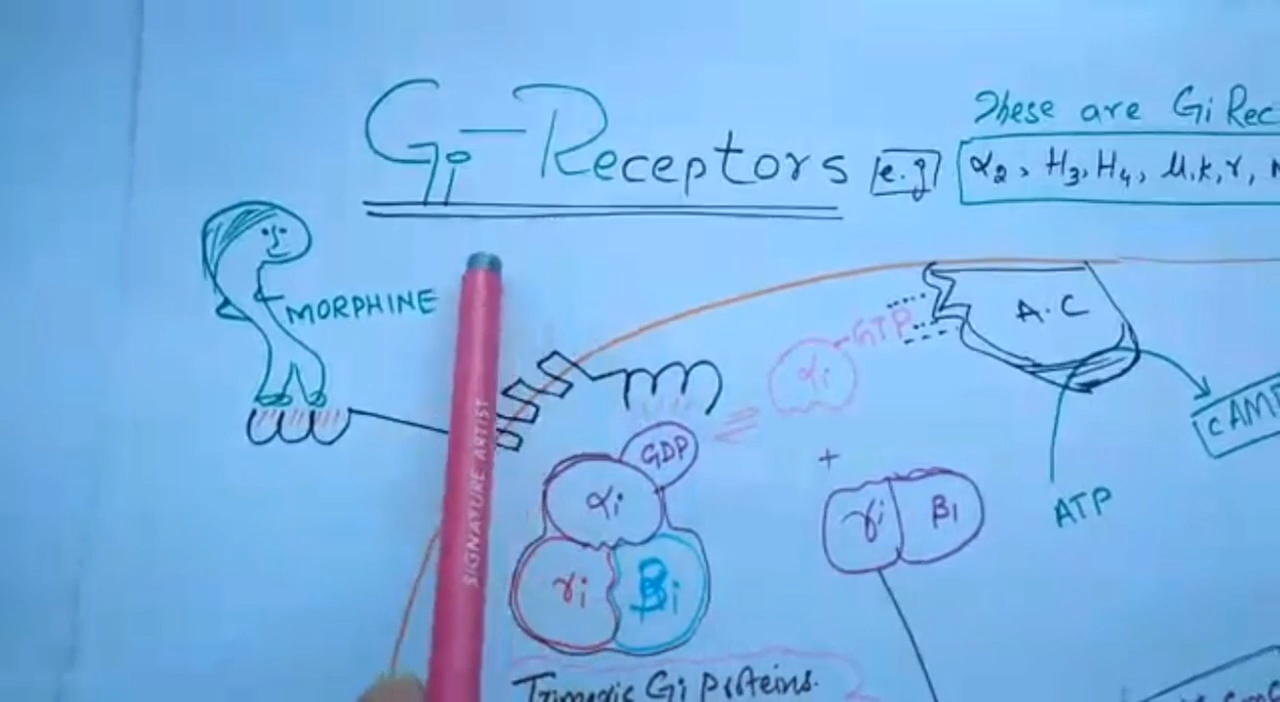 Gi-Receptors e.g
These are Gi Rec
α2, H3, H4, μ, k, r,
MORPHINE
SIGNATURE ARTIST
αi-GTP
A.C
cAMP
GDP
αi
+
γi β1
ATP
γi βi
Trimeric Gi Proteins.